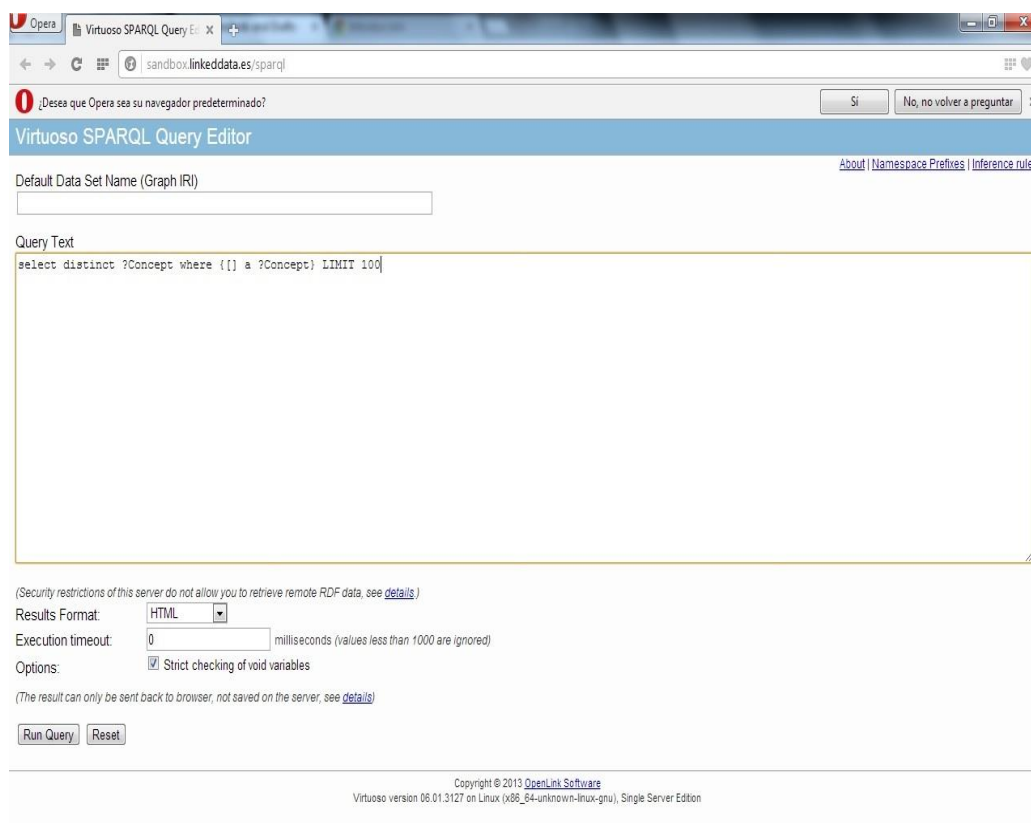 Opera
Virtuoso SPARQL Query Ed
sandbox.linkeddata.es/sparql
¿Desea que Opera sea su navegador predeterminado?
Sí
No, no volver a preguntar
Virtuoso SPARQL Query Editor
About | Namespace Prefixes | Inference rule
Default Data Set Name (Graph IRI)
Query Text
select distinct ?Concept where {[] a ?Concept} LIMIT 100
(Security restrictions of this server do not allow you to retrieve remote RDF data, see details.)
Results Format: HTML
Execution timeout: 0 milliseconds (values less than 1000 are ignored)
Options: Strict checking of void variables
(The result can only be sent back to browser, not saved on the server, see details)
Run Query Reset
Copyright © 2013 OpenLink Software
Virtuoso version 06.01.3127 on Linux (x86_64-unknown-linux-gnu), Single Server Edition